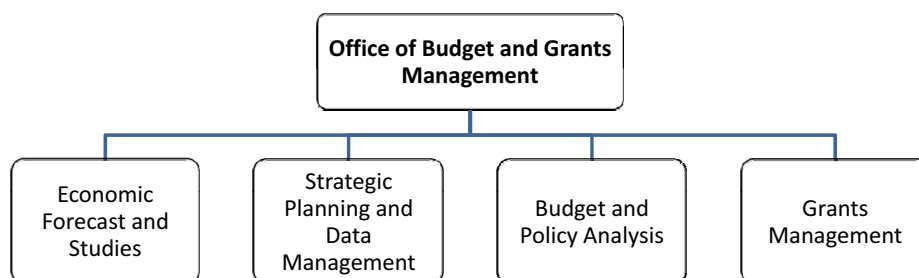 Office of Budget and Grants
Management
Economic
Forecast and
Studies
Strategic
Planning and
Data
Management
Budget and
Policy Analysis
Grants
Management